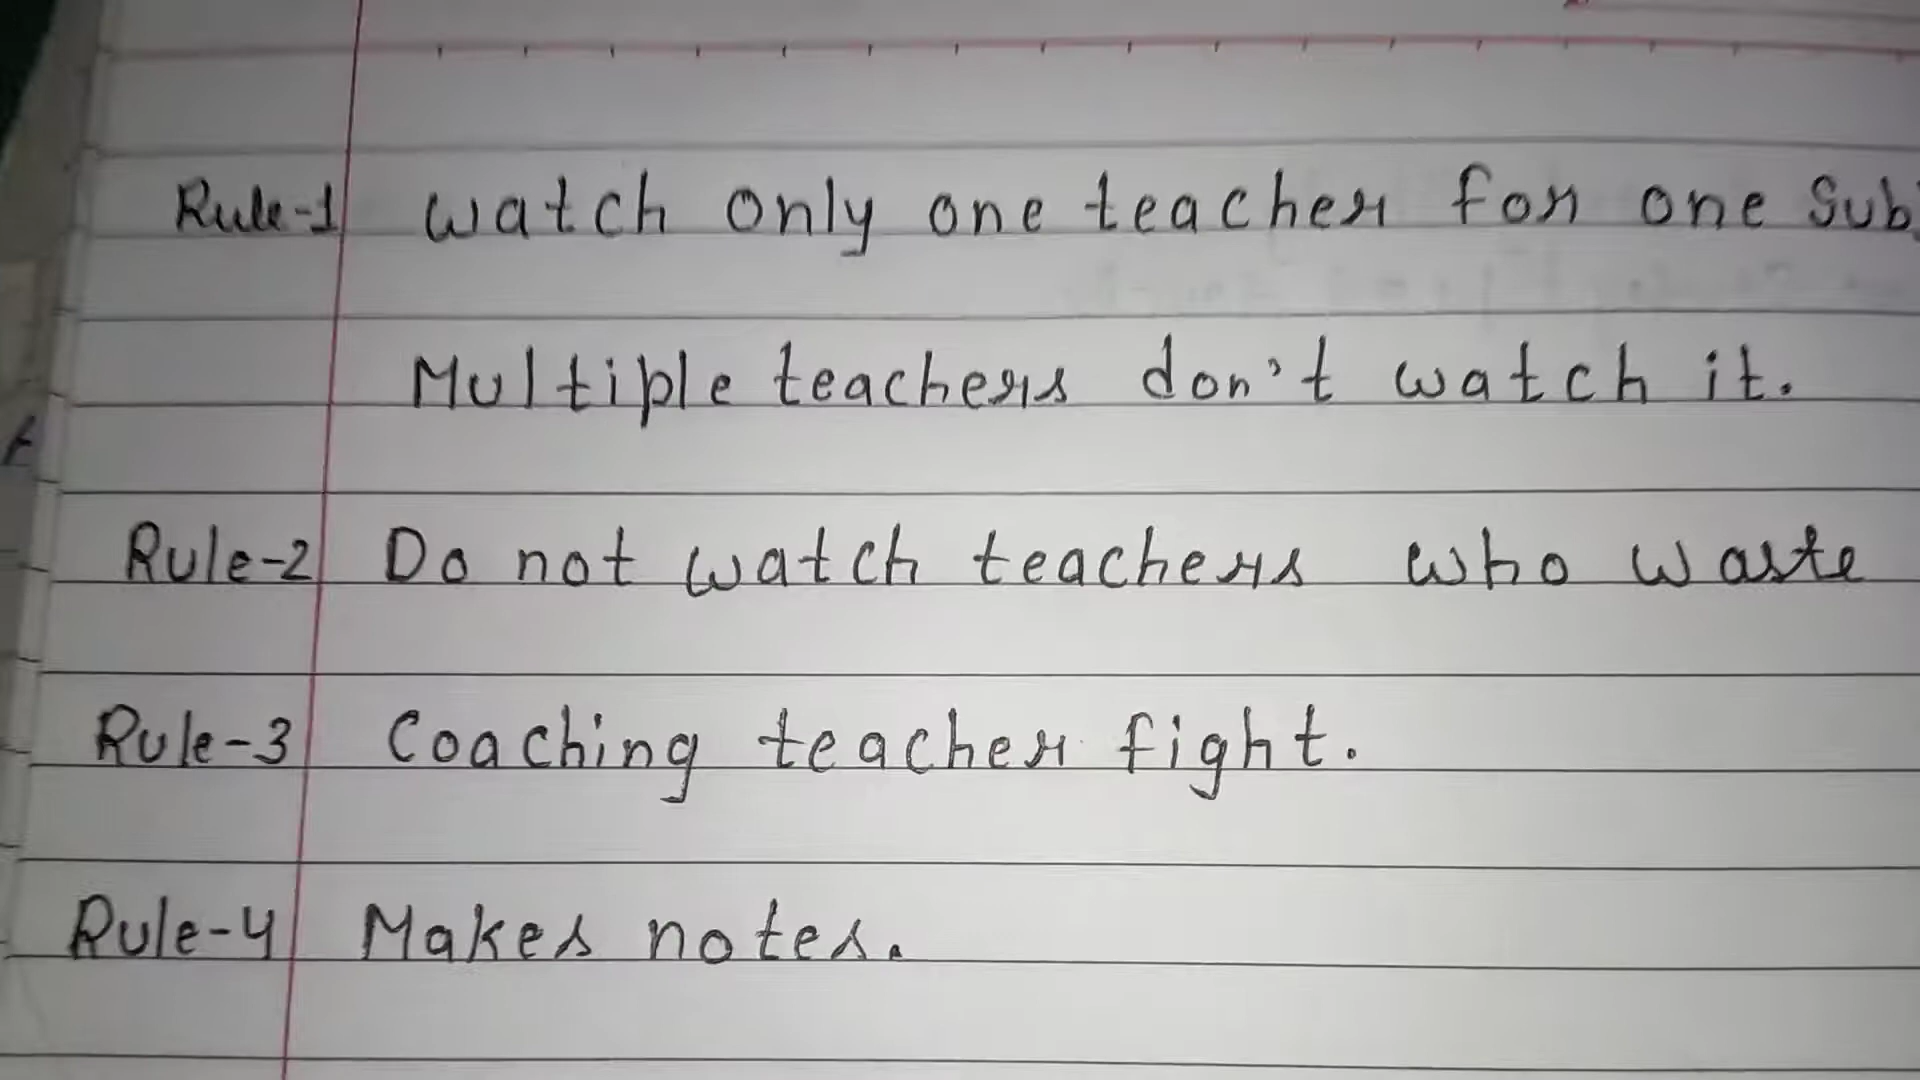 Rule-1 Watch only one teacher for one Sub
Multiple teachers don't watch it.
Rule-2 Do not watch teachers who waste
Rule-3 Coaching teacher fight.
Rule-4 Makes notes.